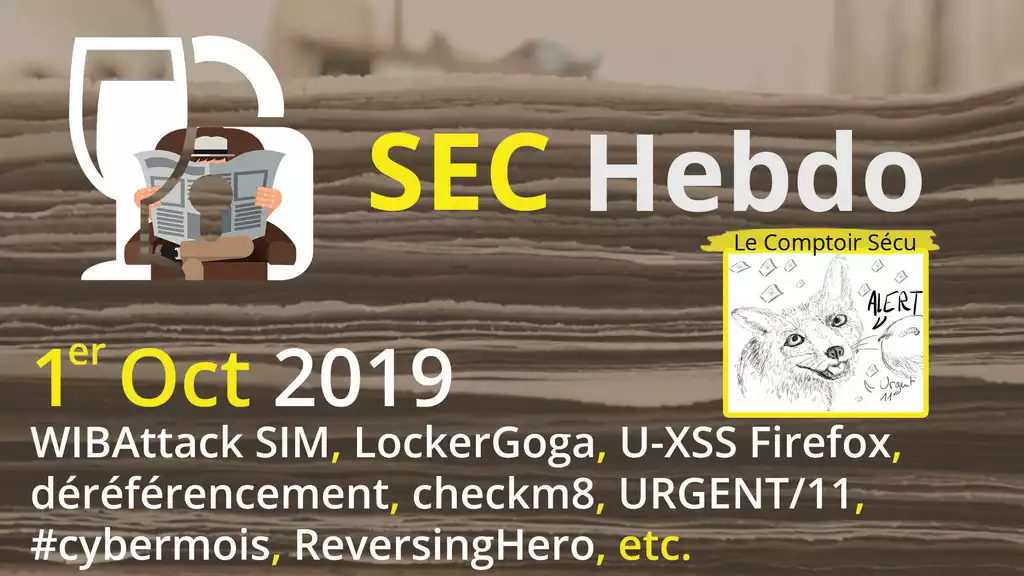 SEC Hebdo
Le Comptoir Sécu
ALERT
Urgent
11
1er Oct 2019
WIBAttack SIM, LockerGoga, U-XSS Firefox,
déréférencement, checkm8, URGENT/11,
#cybermois, ReversingHero, etc.